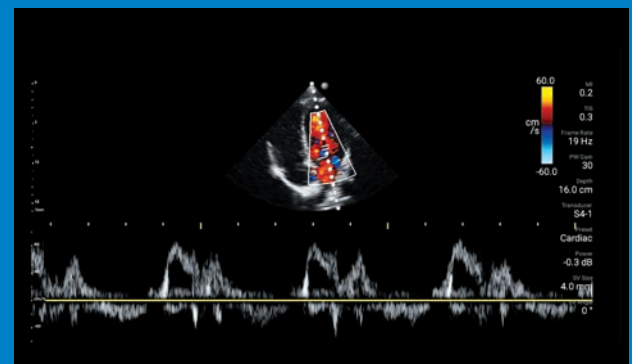 60.0
cm
/s
-60.0
MI
0.2
TIS
0.3
Frame Rate
19 Hz
PW Gain
30
Depth
16.0 cm
Transducer
S4-1
Preset
Cardiac
Power
-0.3 dB
SV Size
4.0 mm
0°